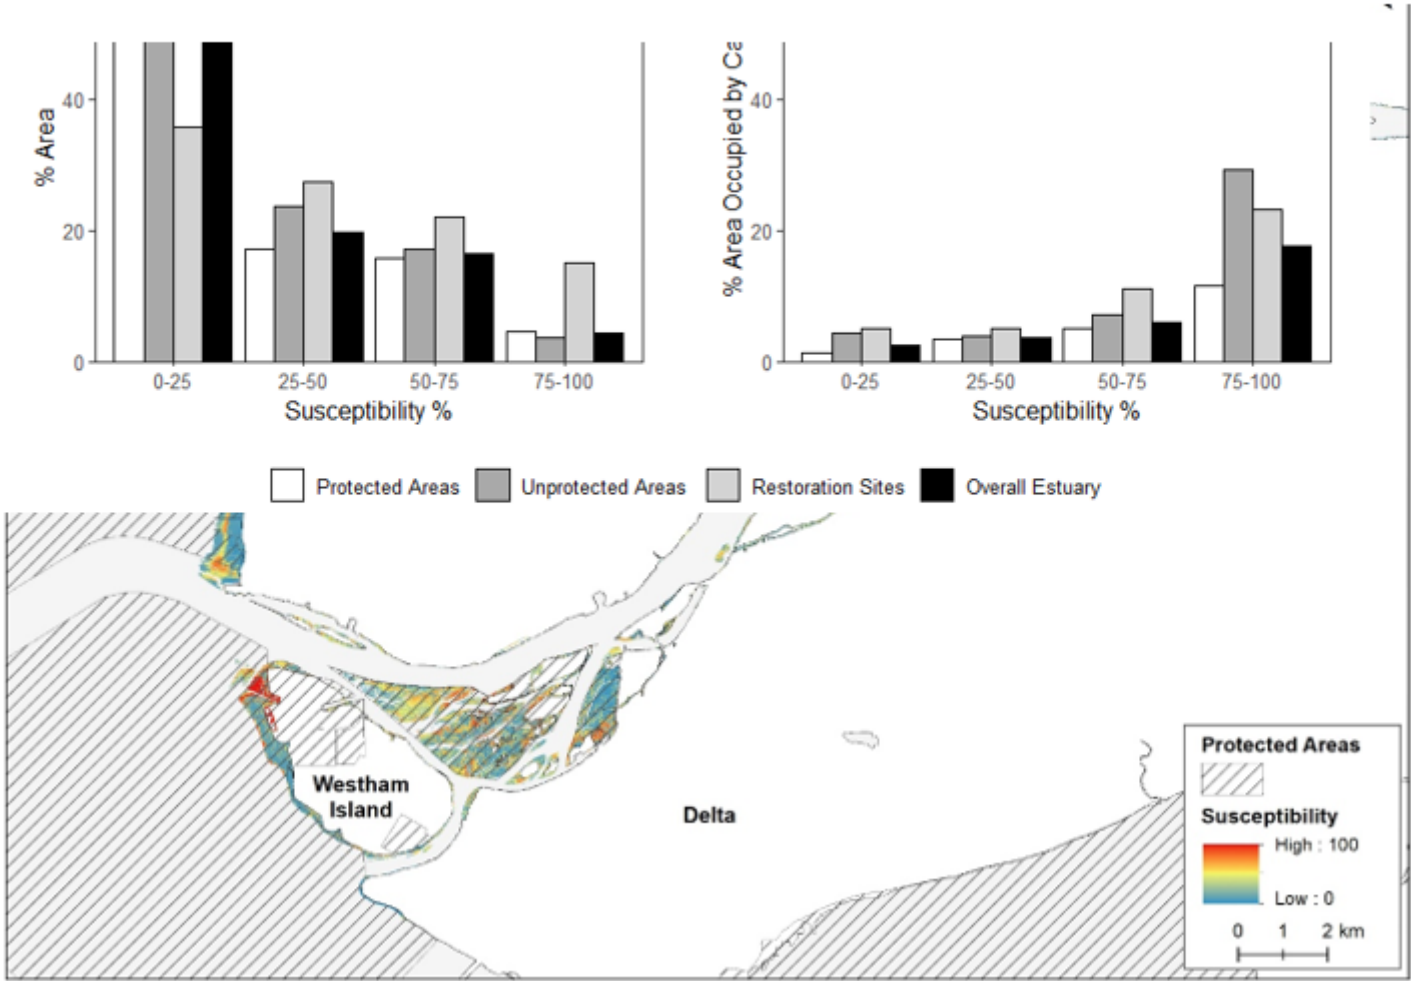 % Area
40
20
0
0-25 25-50 50-75 75-100
Susceptibility %
% Area Occupied by
40
20
0
0-25 25-50 50-75 75-100
Susceptibility %
Protected Areas Unprotected Areas Restoration Sites Overall Estuary
Westham
Island
Delta
Protected Areas
Susceptibility
High : 100
Low : 0
0 1 2 km